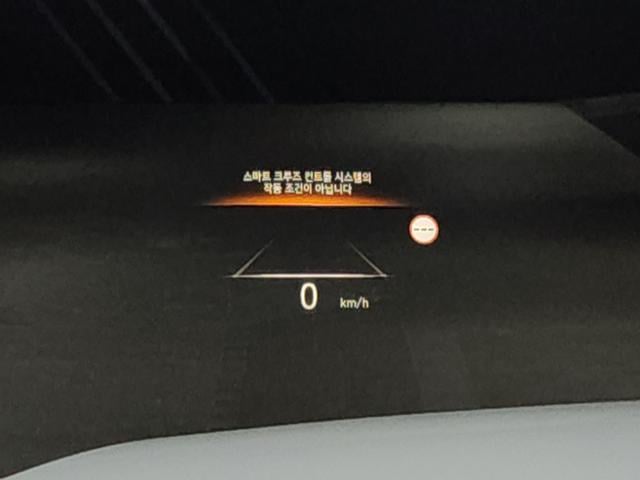 스마트 크루즈 컨트롤 시스템의
작동 조건이 아닙니다
---
0 km/h